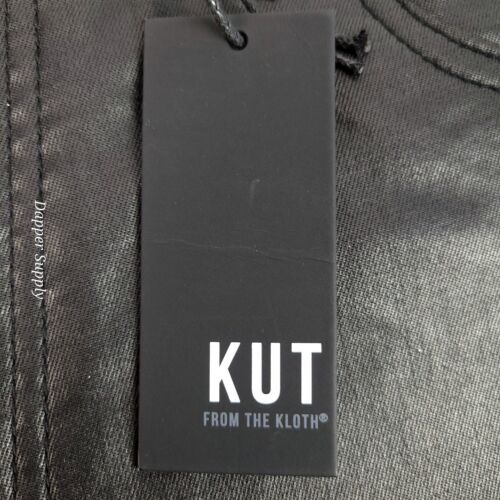 Dapper Supply
KUT
FROM THE KLOTH®